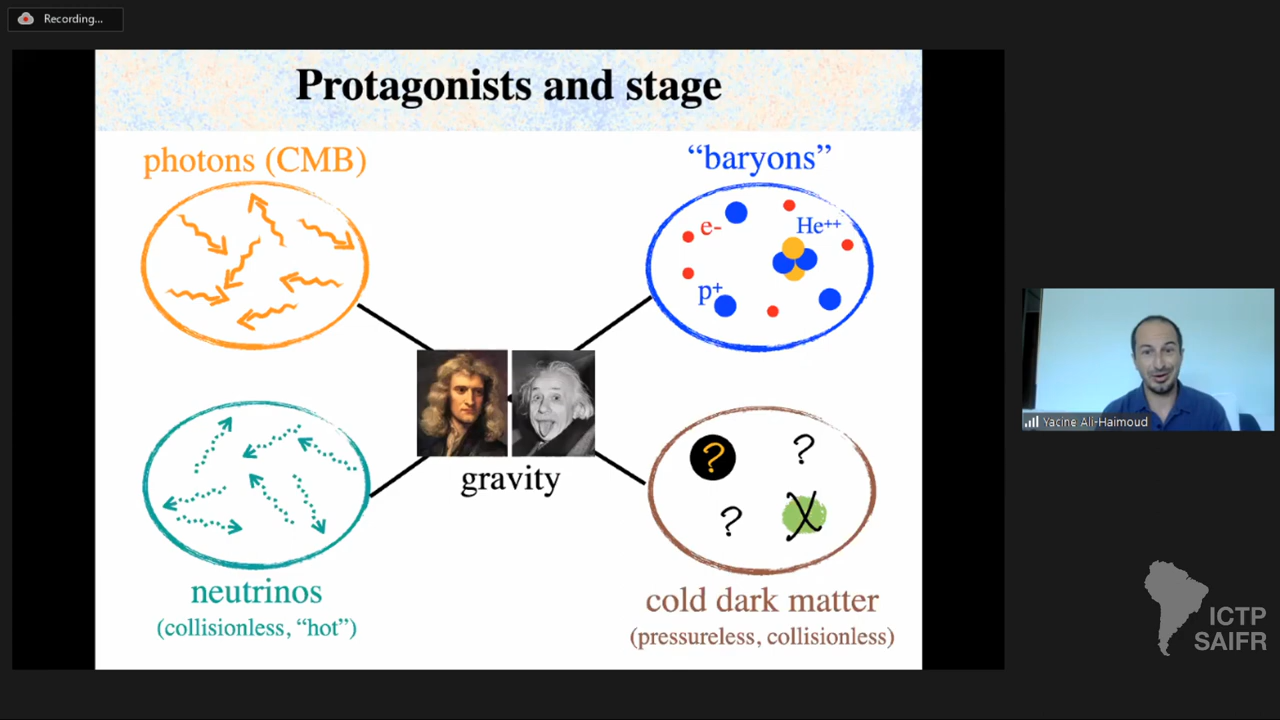 Recording...
Protagonists and stage
photons (CMB)
“baryons”
e-
He++
p+
gravity
?
?
?
X
neutrinos
(collisionless, “hot”)
cold dark matter
(pressureless, collisionless)
Yacine Ali-Haimoud
ICTP
SAIFR